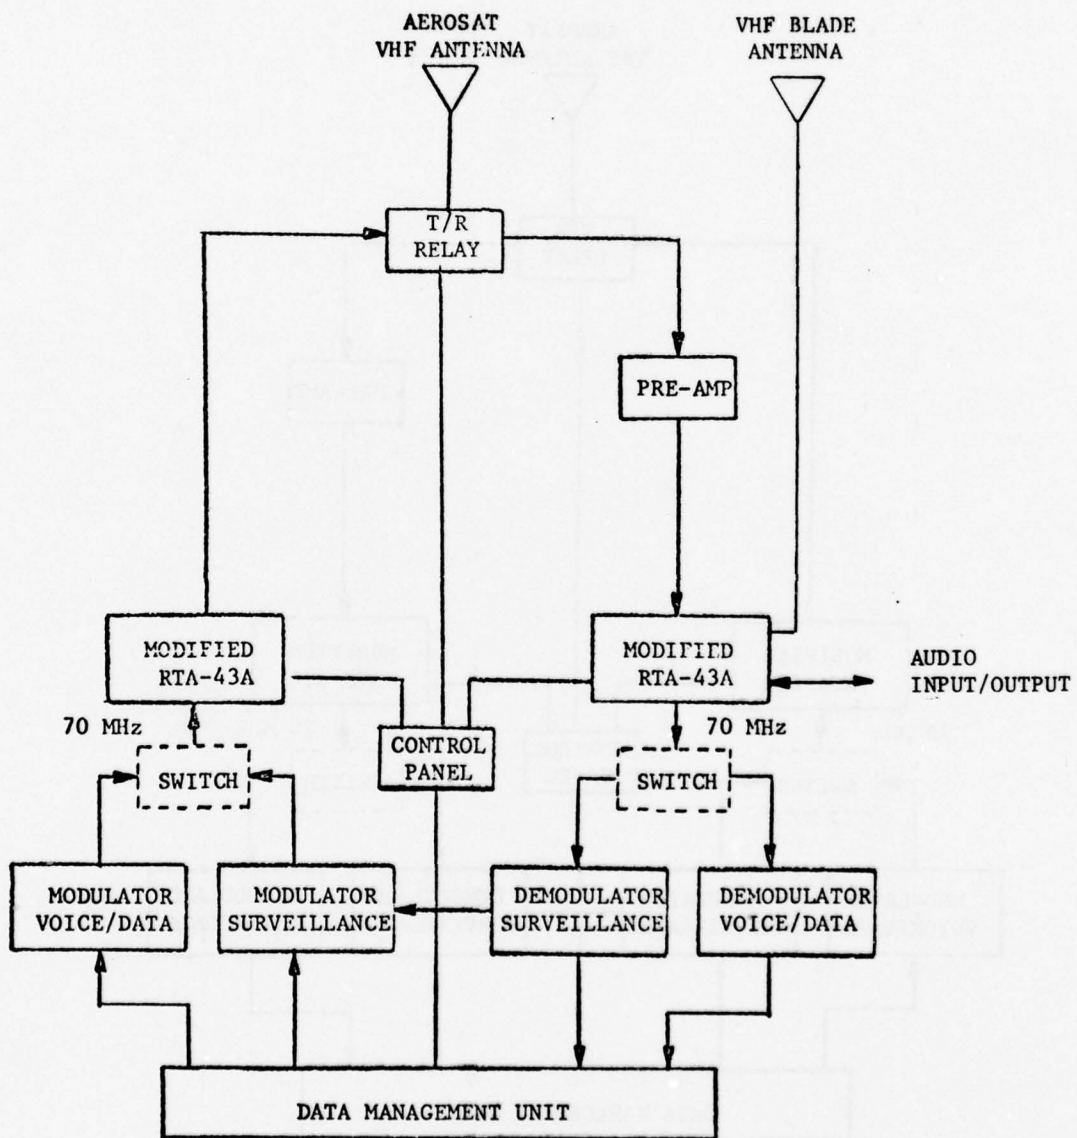 AEROSAT
VHF ANTENNA
VHF BLADE
ANTENNA
T/R
RELAY
PRE-AMP
MODIFIED
RTA-43A
MODIFIED
RTA-43A
AUDIO
INPUT/OUTPUT
70 MHz
70 MHz
CONTROL
PANEL
SWITCH
SWITCH
MODULATOR
VOICE/DATA
MODULATOR
SURVEILLANCE
DEMODULATOR
SURVEILLANCE
DEMODULATOR
VOICE/DATA
DATA MANAGEMENT UNIT